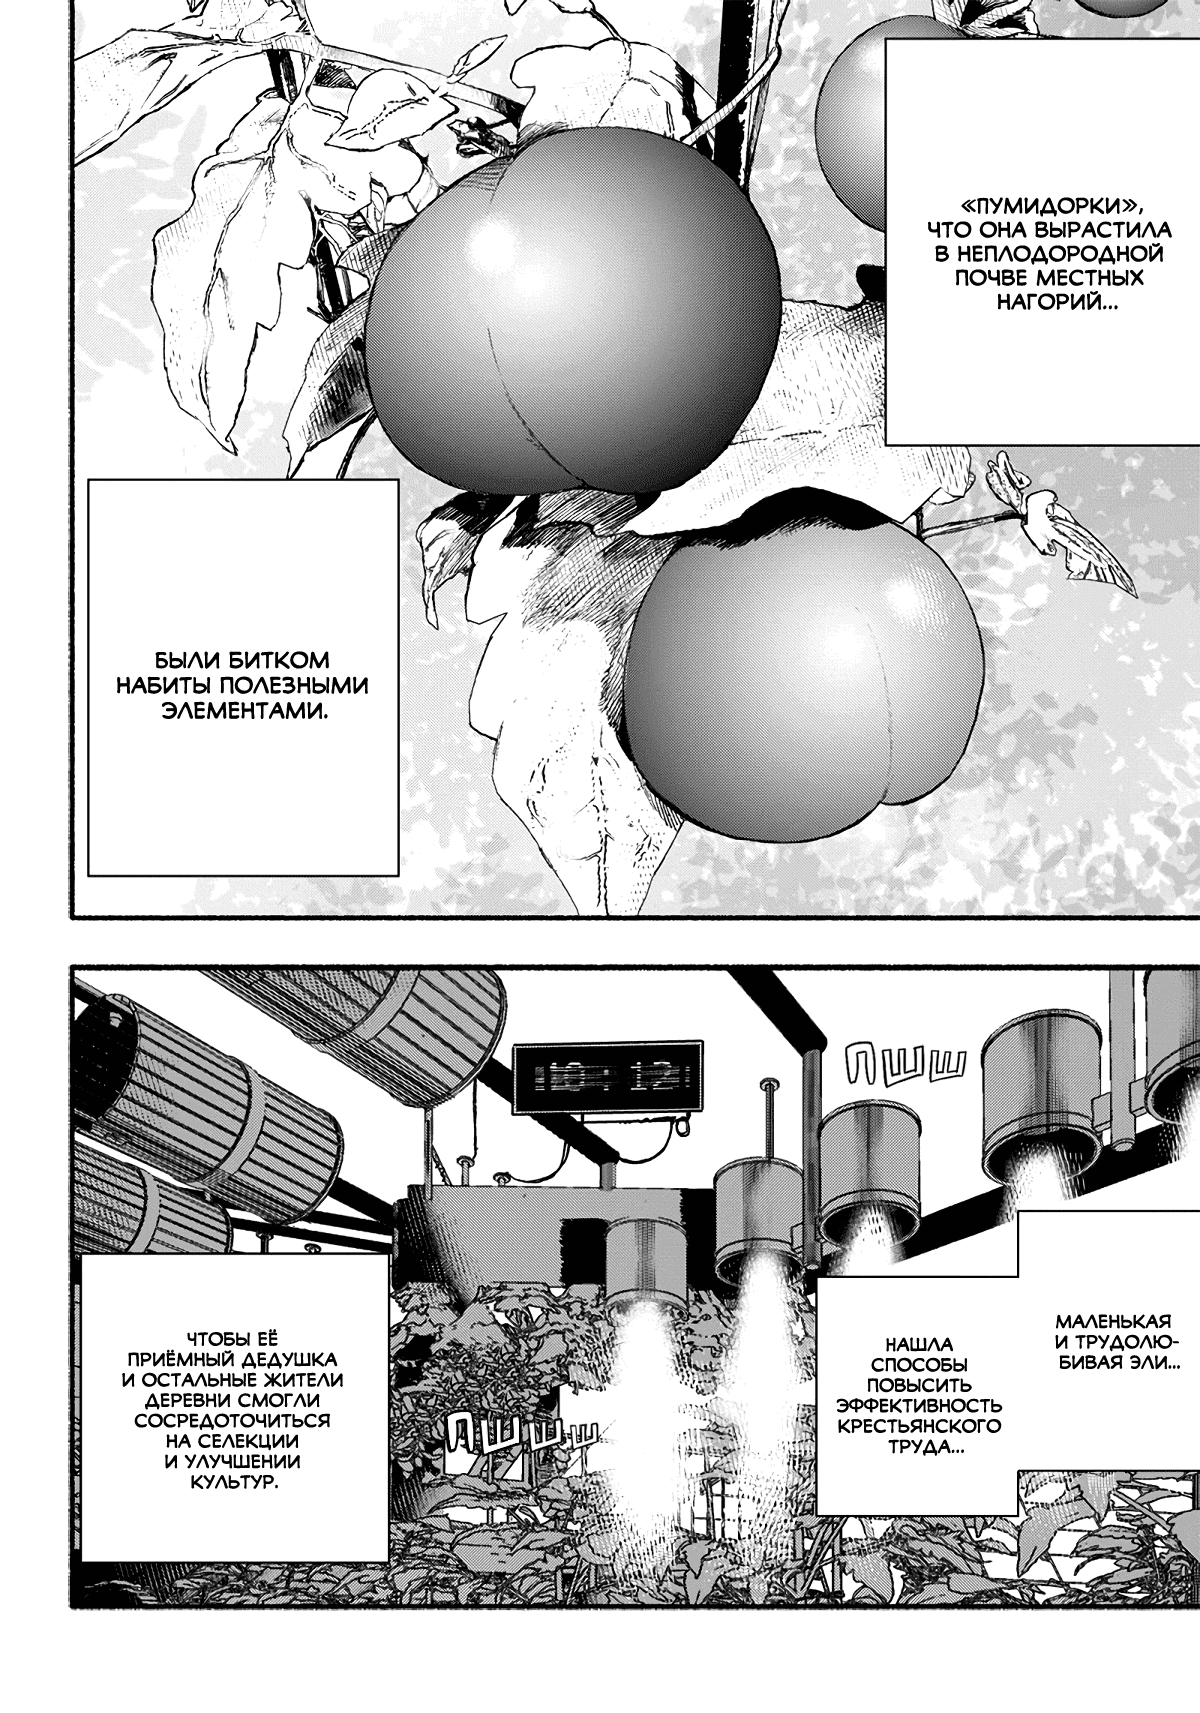 «ПУМИДОРКИ»,
ЧТО ОНА ВЫРАСТИЛА
В НЕПЛОДОРОДНОЙ
ПОЧВЕ МЕСТНЫХ
НАГОРИЙ...
БЫЛИ БИТКОМ
НАБИТЫ ПОЛЕЗНЫМИ
ЭЛЕМЕНТАМИ.
ПШШ
МАЛЕНЬКАЯ
И ТРУДОЛЮ-
БИВАЯ ЭЛИ...
НАШЛА
СПОСОБЫ
ПОВЫСИТЬ
ЭФФЕКТИВНОСТЬ
КРЕСТЬЯНСКОГО
ТРУДА...
ПШШШШ
ЧТОБЫ ЕЁ
ПРИЁМНЫЙ ДЕДУШКА
И ОСТАЛЬНЫЕ ЖИТЕЛИ
ДЕРЕВНИ СМОГЛИ
СОСРЕДОТОЧИТЬСЯ
НА СЕЛЕКЦИИ
И УЛУЧШЕНИИ
КУЛЬТУР.